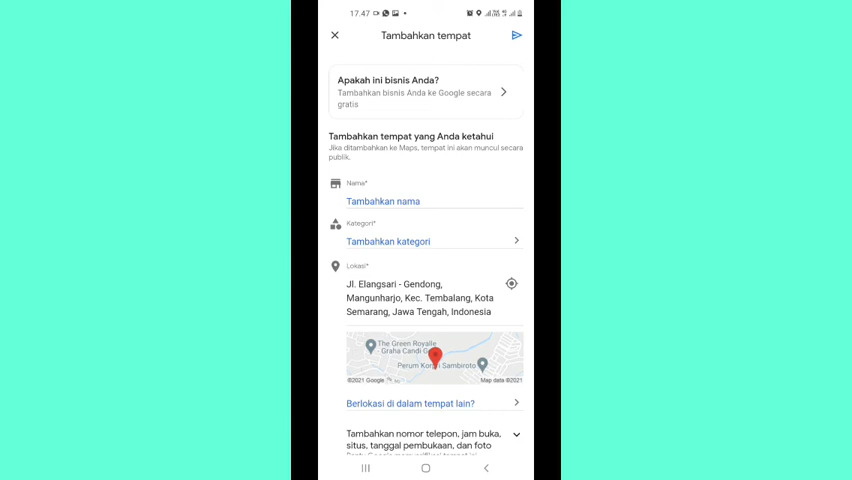 17.47
Tambahkan tempat
Apakah ini bisnis Anda?
Tambahkan bisnis Anda ke Google secara
gratis
Tambahkan tempat yang Anda ketahui
Jika ditambahkan ke Maps, tempat ini akan muncul secara
publik.
Nama*
Tambahkan nama
Kategori*
Tambahkan kategori
Lokasi*
Jl. Elangsari - Gendong,
Mangunharjo, Kec. Tembalang, Kota
Semarang, Jawa Tengah, Indonesia
The Green Royalle
- Graha Candi
Perum Korpri Sambiroto
©2021 Google
Map data ©2021
Berlokasi di dalam tempat lain?
Tambahkan nomor telepon, jam buka,
situs, tanggal pembukaan, dan foto